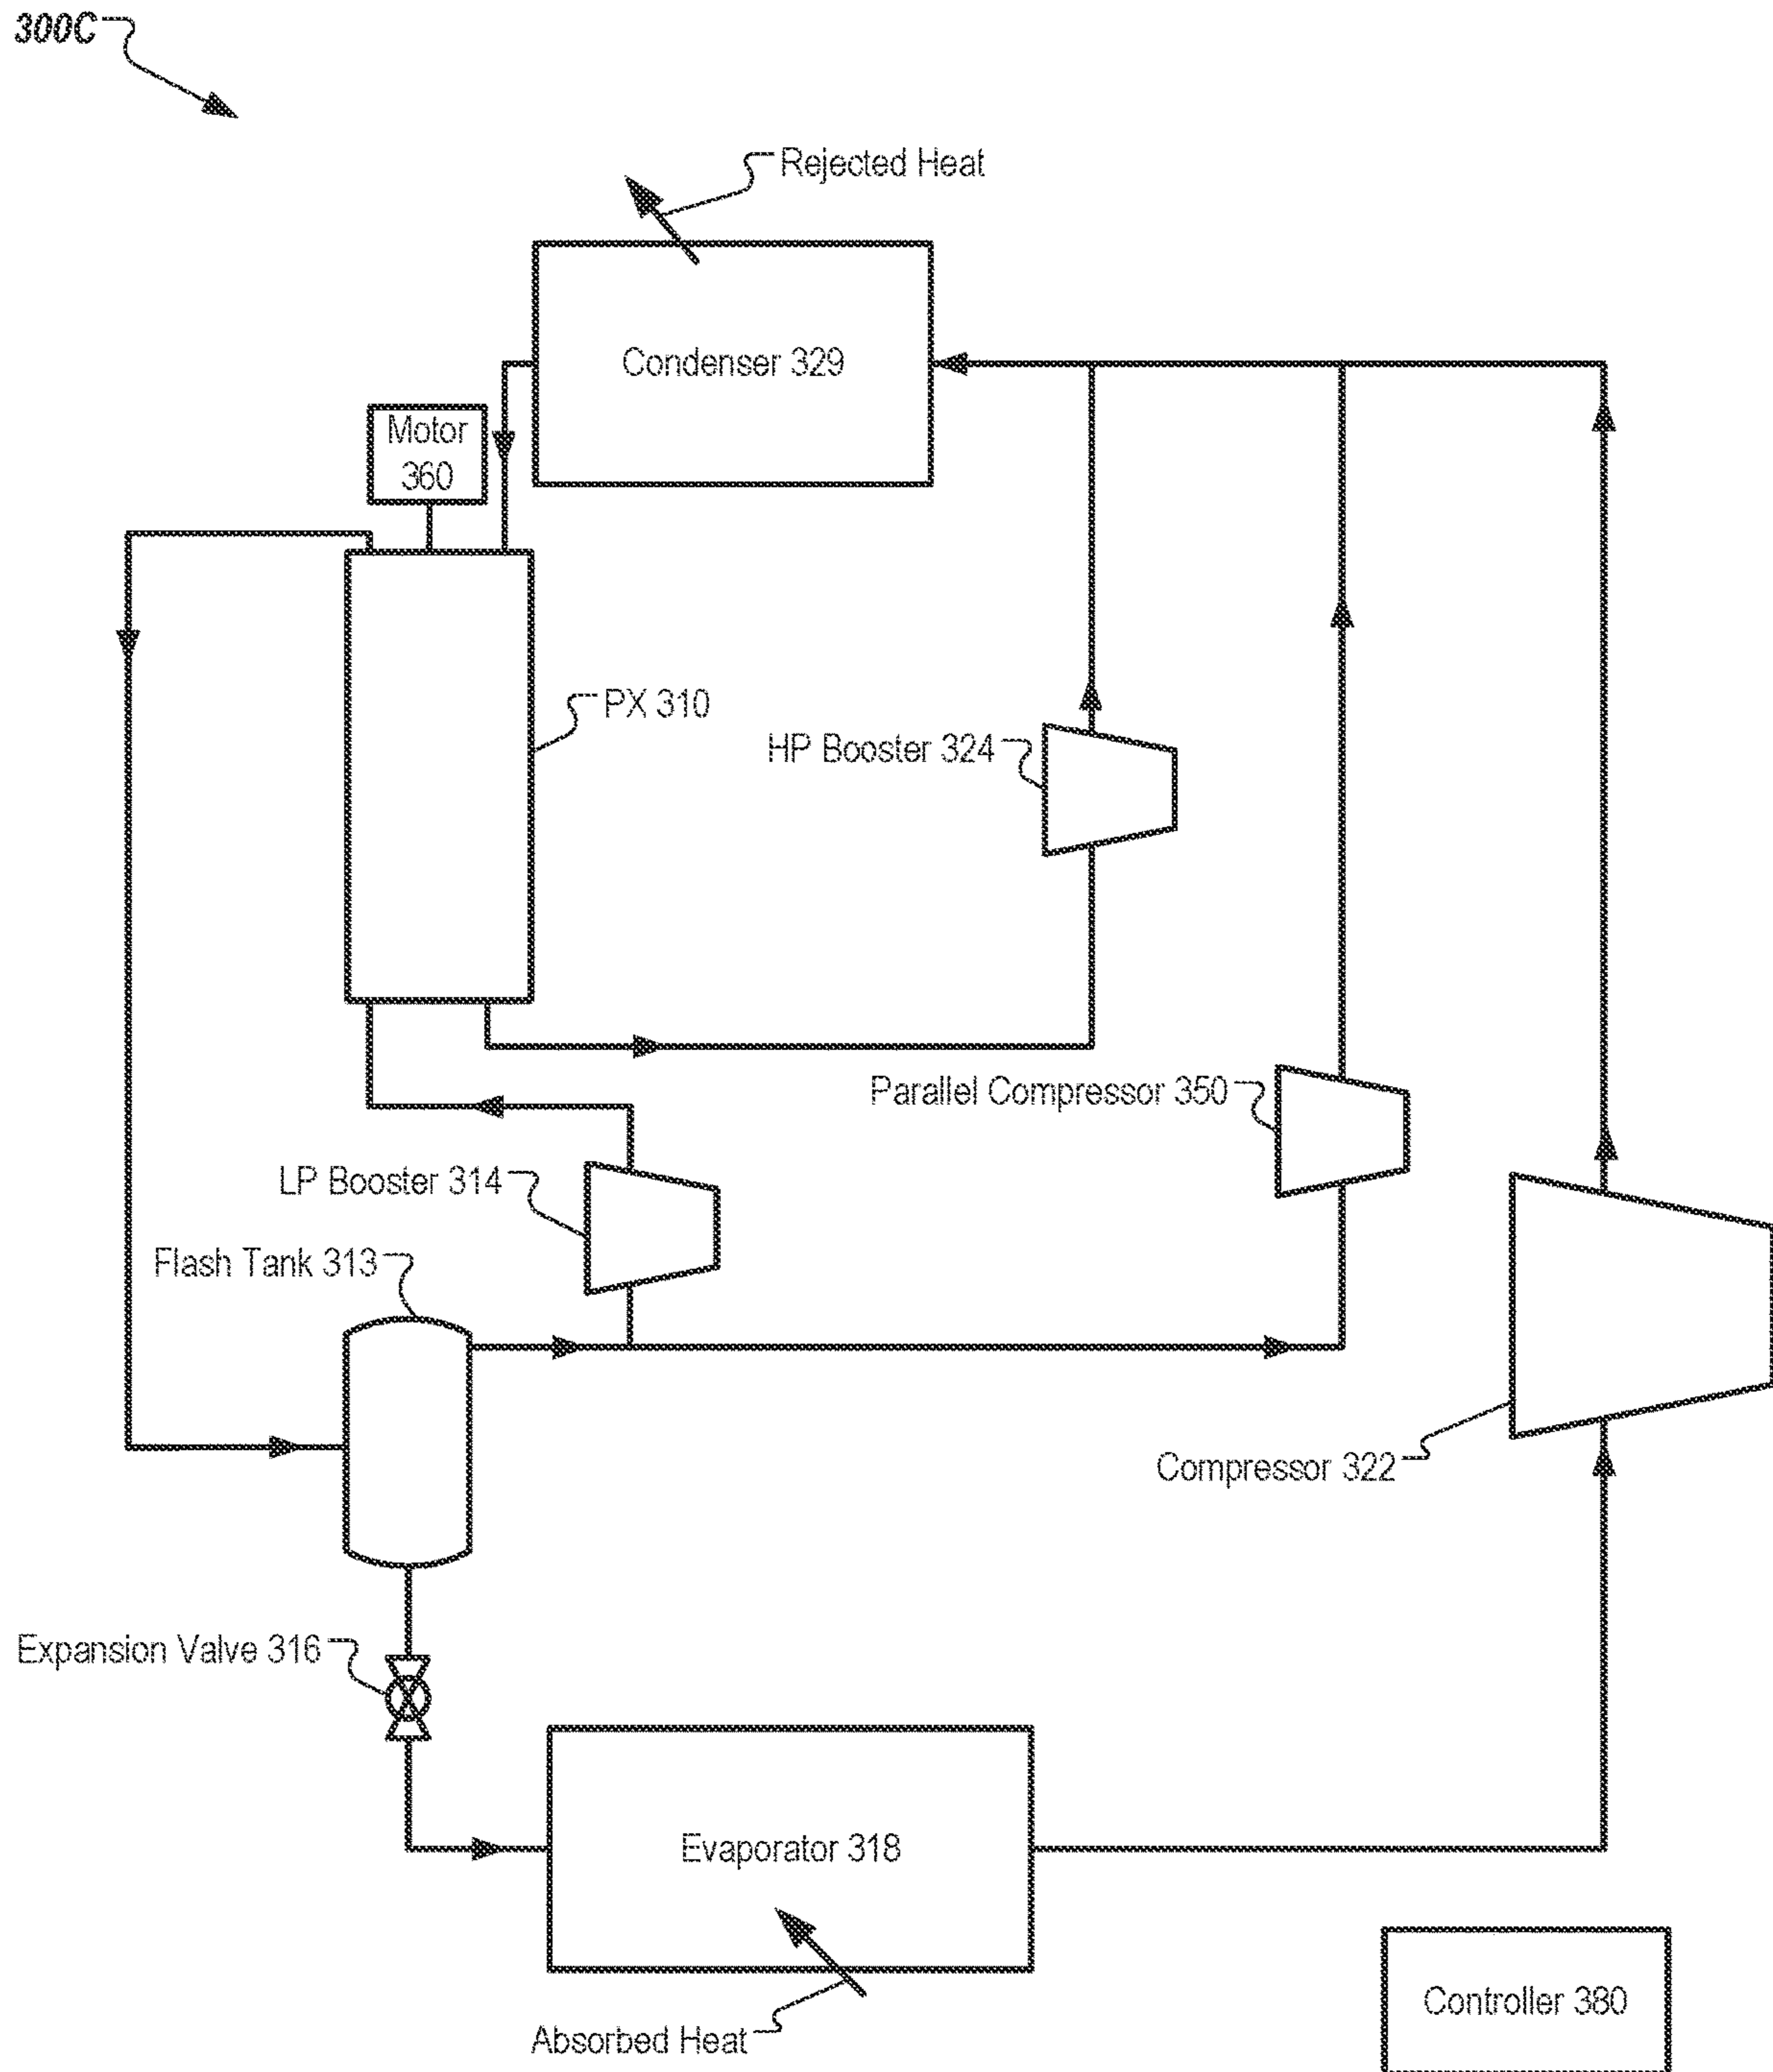 300C
Rejected Heat
Condenser 329
Motor
360
PX 310
HP Booster 324
Parallel Compressor 350
LP Booster 314
Flash Tank 313
Compressor 322
Expansion Valve 316
Evaporator 318
Controller 380
Absorbed Heat